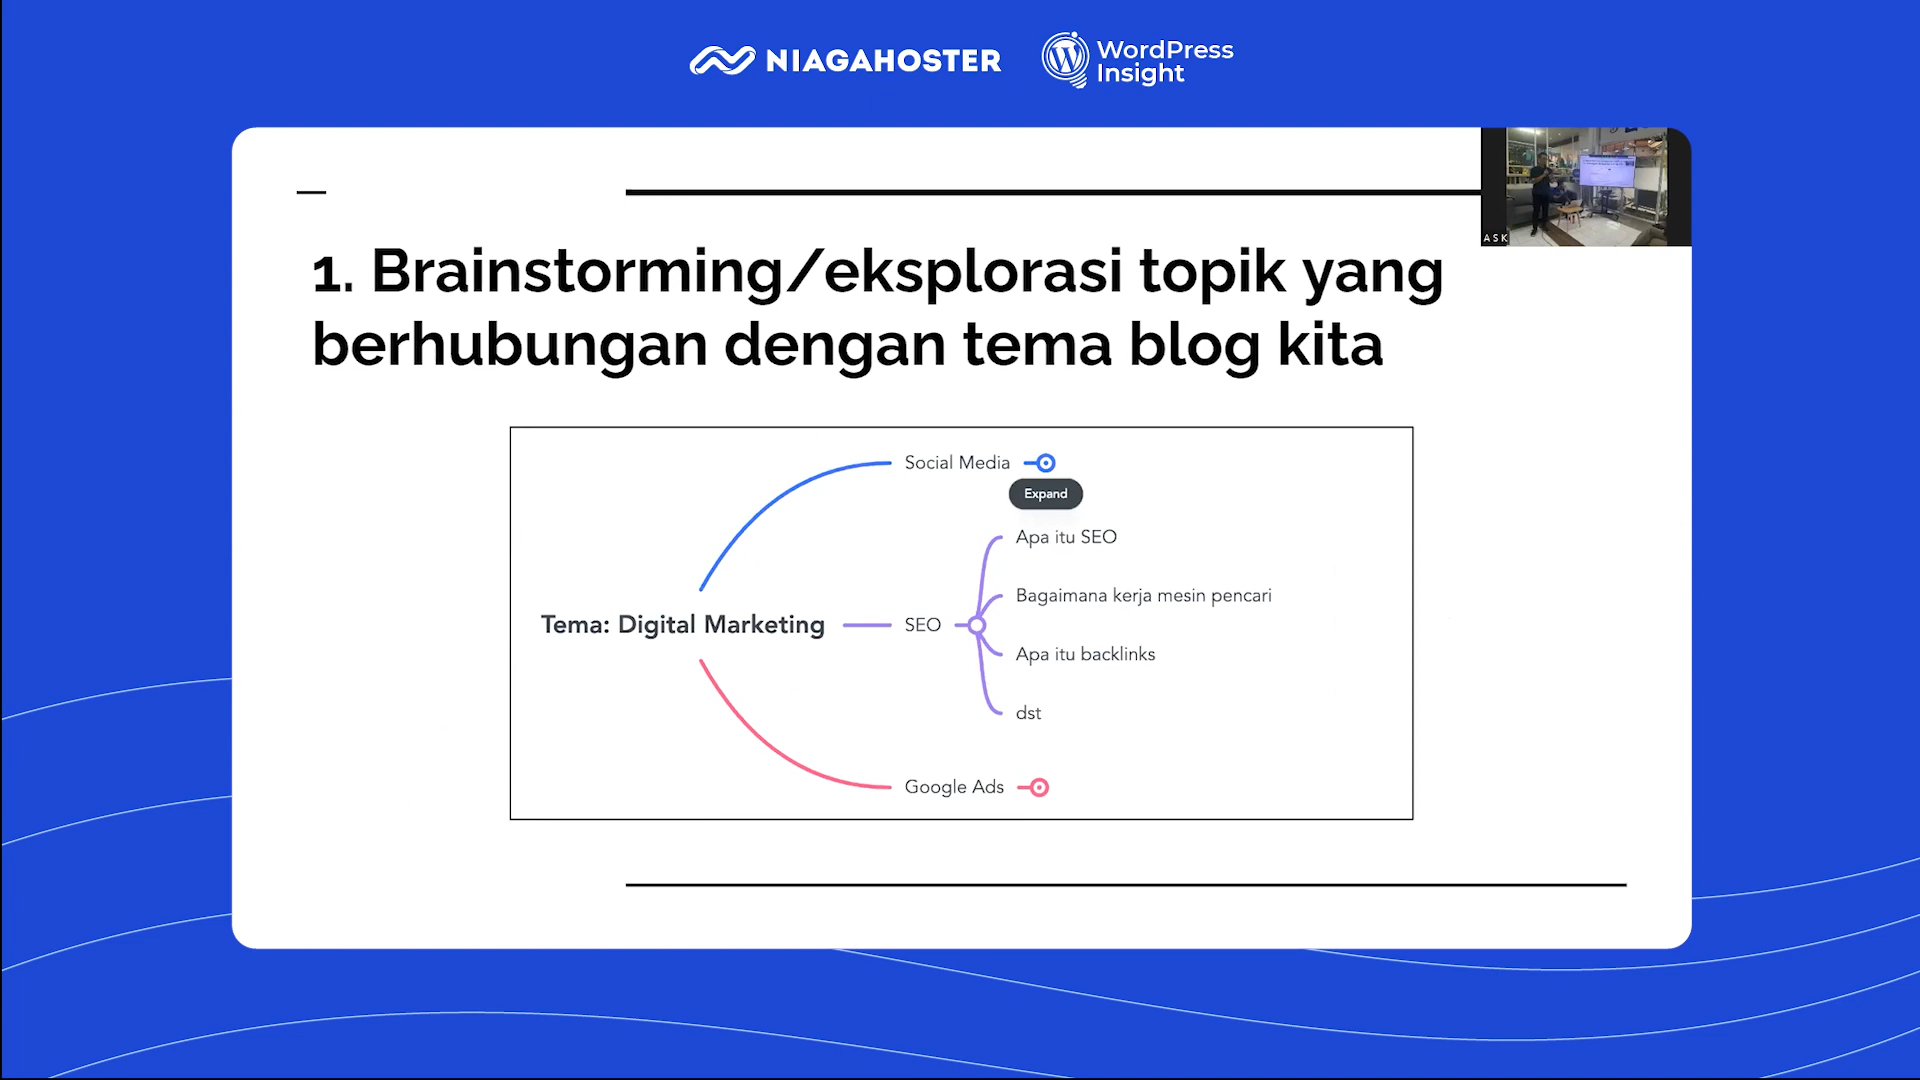 NIAGAHOSTER
WordPress
Insight
ASK
1. Brainstorming/eksplorasi topik yang
berhubungan dengan tema blog kita
Social Media
Expand
Apa itu SEO
Bagaimana kerja mesin pencari
Tema: Digital Marketing
SEO
Apa itu backlinks
dst
Google Ads